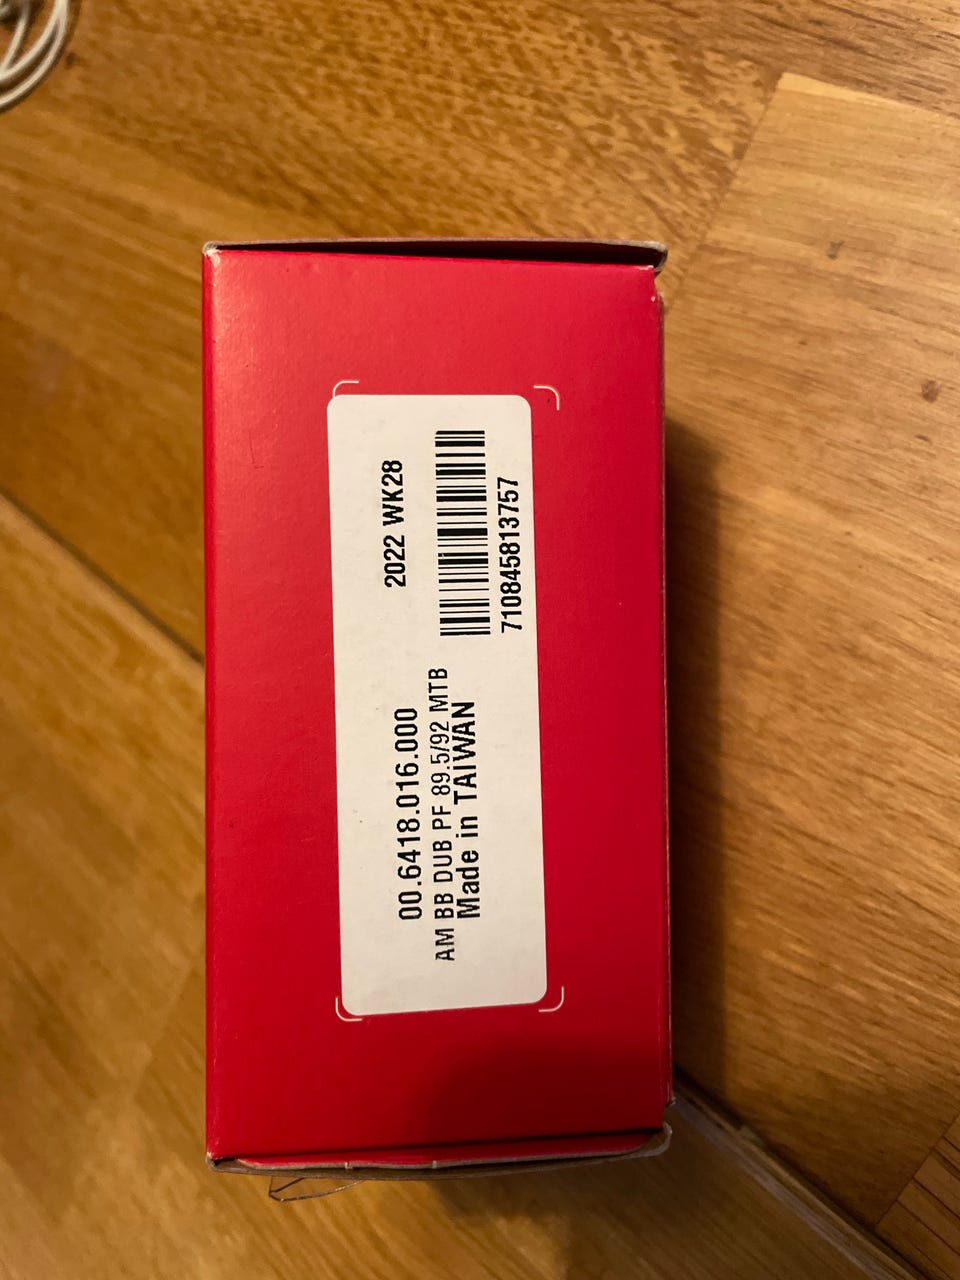 00.6418.016.000
AM BB DUB PF 89.5/92 MTB
Made in TAIWAN
2022 WK28
710845813757